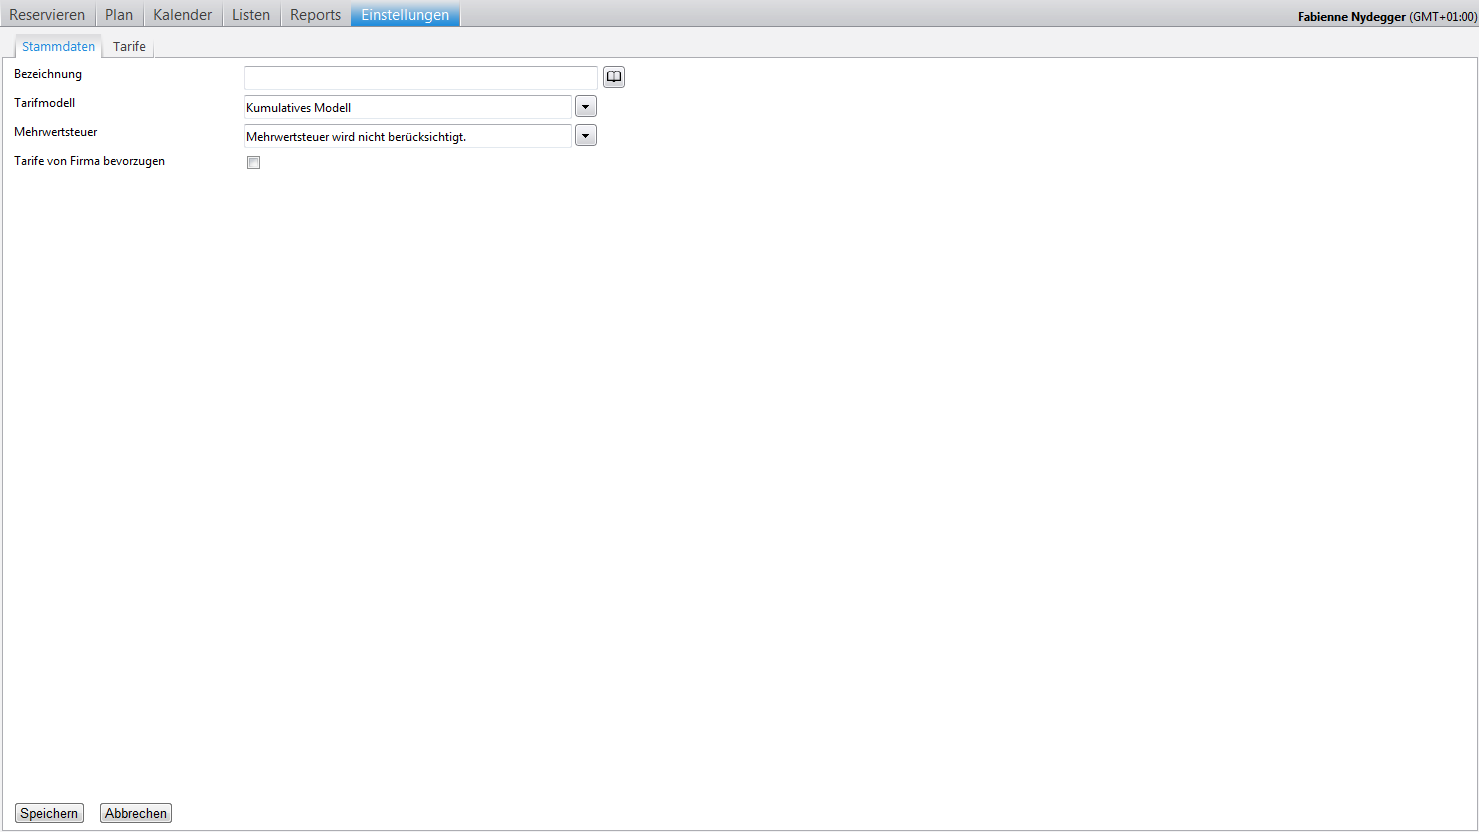 Reservieren Plan Kalender Listen Reports Einstellungen Fabienne Nydegger (GMT+01:00)
Stammdaten Tarife
Bezeichnung
Tarifmodell Kumulatives Modell
Mehrwertsteuer Mehrwertsteuer wird nicht berücksichtigt.
Tarife von Firma bevorzugen
Speichern Abbrechen